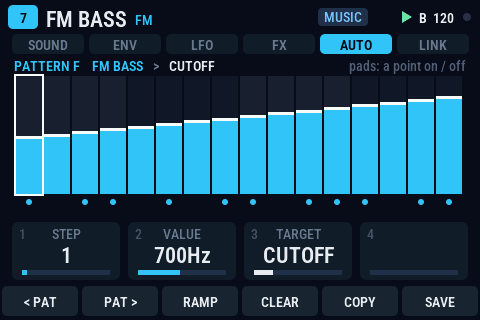 7 FM BASS FM MUSIC B 120
SOUND ENV LFO FX AUTO LINK
PATTERN F FM BASS > CUTOFF pads: a point on / off
1 STEP 2 VALUE 3 TARGET 4
1 700Hz CUTOFF
< PAT PAT > RAMP CLEAR COPY SAVE